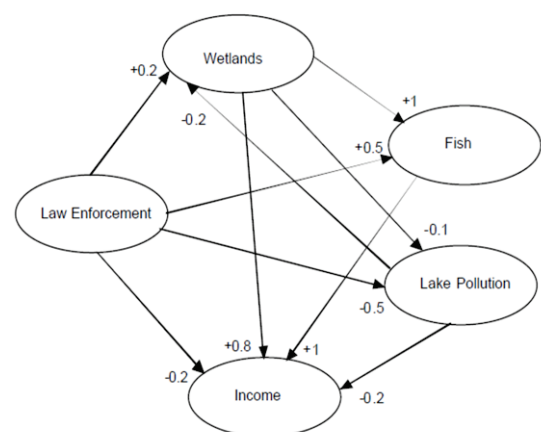 Wetlands
+0.2
-0.2
+1
+0.5
Fish
Law Enforcement
-0.1
Lake Pollution
-0.5
+0.8
+1
-0.2
Income
-0.2